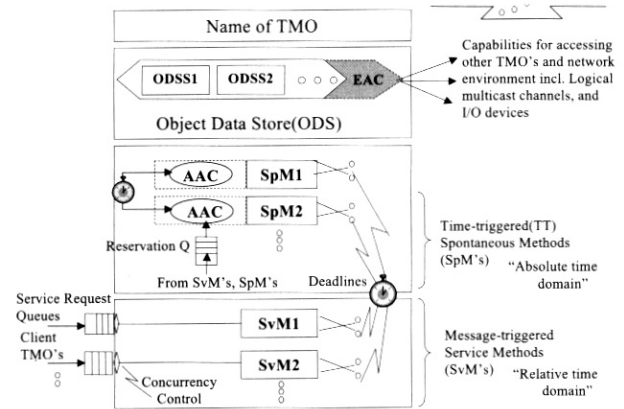 Name of TMO
ODSS1 ODSS2 EAC
Object Data Store(ODS)
Capabilities for accessing
other TMO's and network
environment incl. Logical
multicast channels, and
I/O devices
AAC SpM1
AAC SpM2
Reservation Q
From SvM's, SpM's
Deadlines
Time-triggered(TT)
Spontaneous Methods
(SpM's)
"Absolute time
domain"
Service Request
Queues
Client
TMO's
SvM1
SvM2
Concurrency
Control
Message-triggered
Service Methods
(SvM's)
"Relative time
domain"